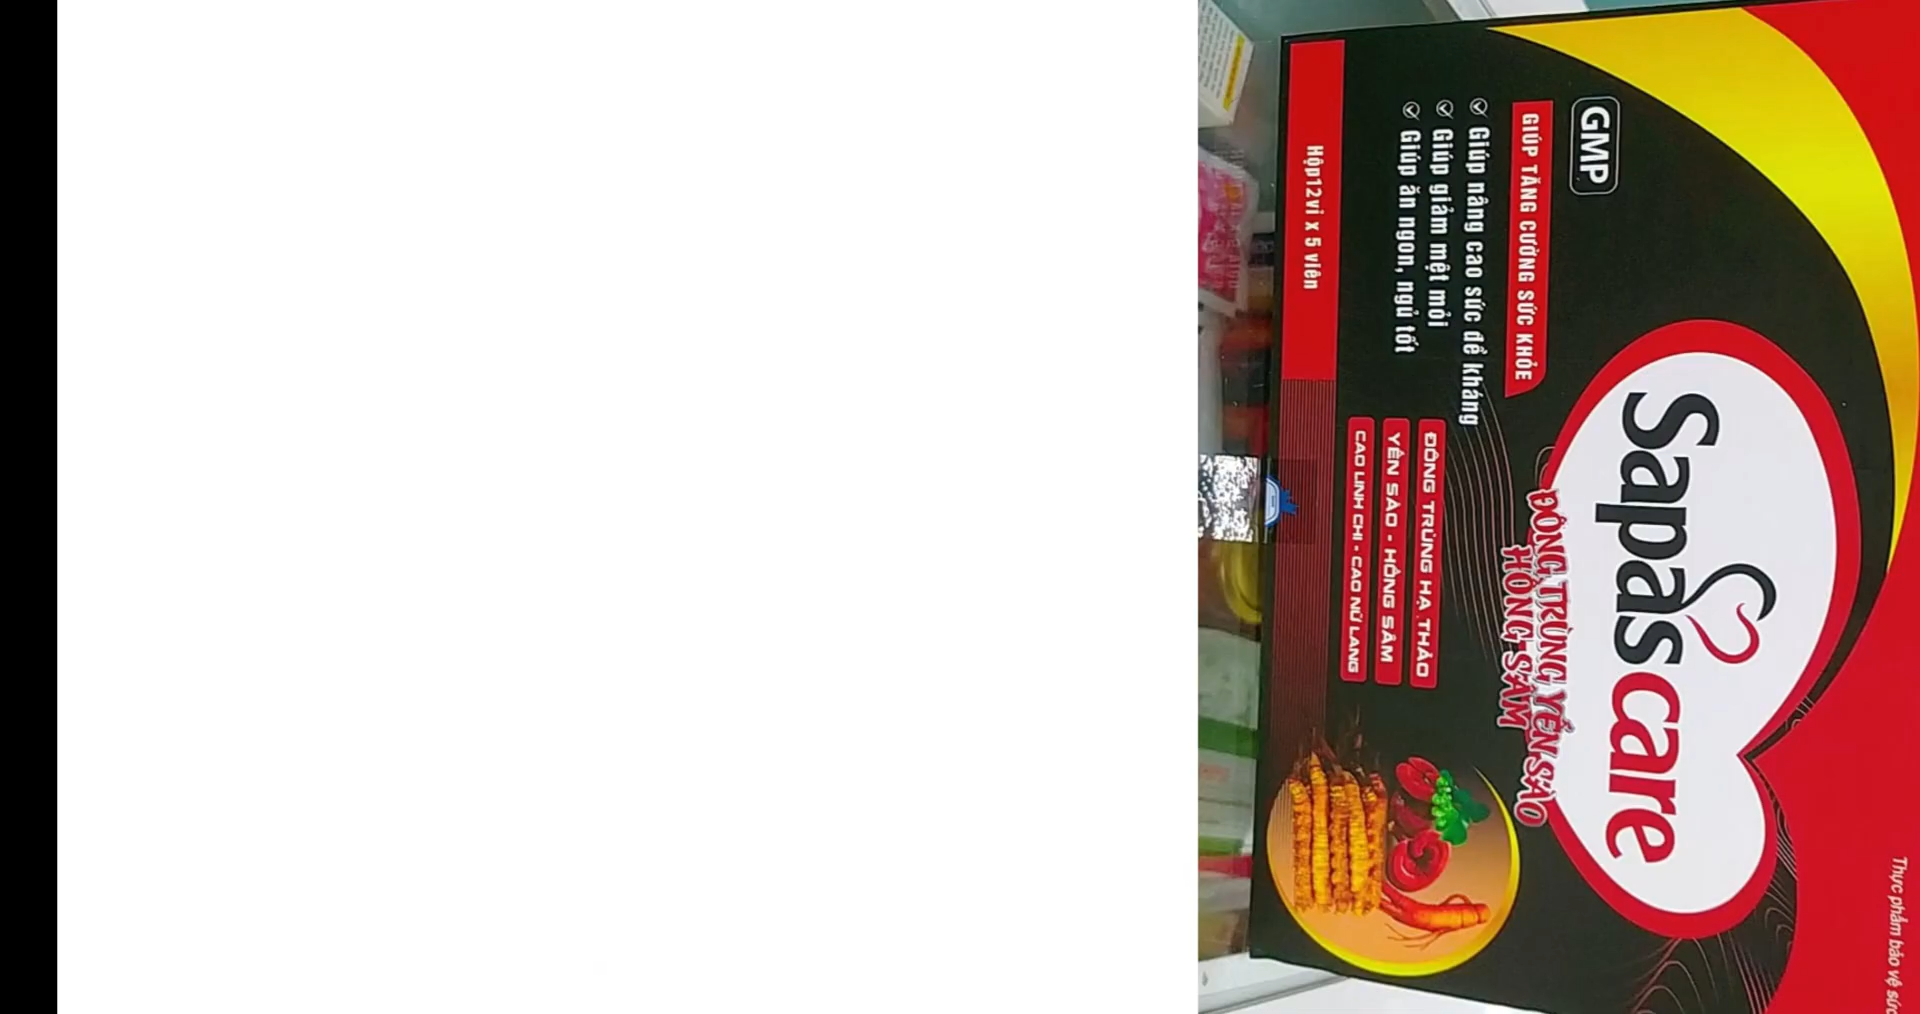 Thực phẩm bảo vệ sức
Sapascare
ĐÔNG TRÙNG YẾN SÀO
HỒNG SÂM
GMP
GIÚP TĂNG CƯỜNG SỨC KHỎE
Giúp nâng cao sức đề kháng
Giúp giảm mệt mỏi
Giúp ăn ngon, ngủ tốt
ĐÔNG TRÙNG HẠ THẢO
YẾN SÀO - HỒNG SÂM
CAO LINH CHI - CAO NỮ LANG
Hộp12vỉ x 5 viên